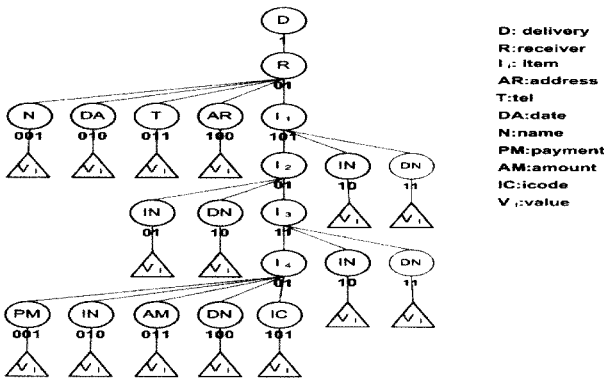 D
1
R
01
N DA T AR I₁
001 010 011 100 101
V₁ V₁ V₁ V₁ I₂ IN DN
01 10 11
IN DN I₃ V₁ V₁
01 10 11
V₁ V₁ I₄ IN DN
01 10 11
PM IN AM DN IC V₁ V₁
001 010 011 100 101
V₁ V₁ V₁ V₁ V₁
D: delivery
R:receiver
I ᵢ: item
AR:address
T:tel
DA:date
N:name
PM:payment
AM:amount
IC:icode
V ᵢ:value